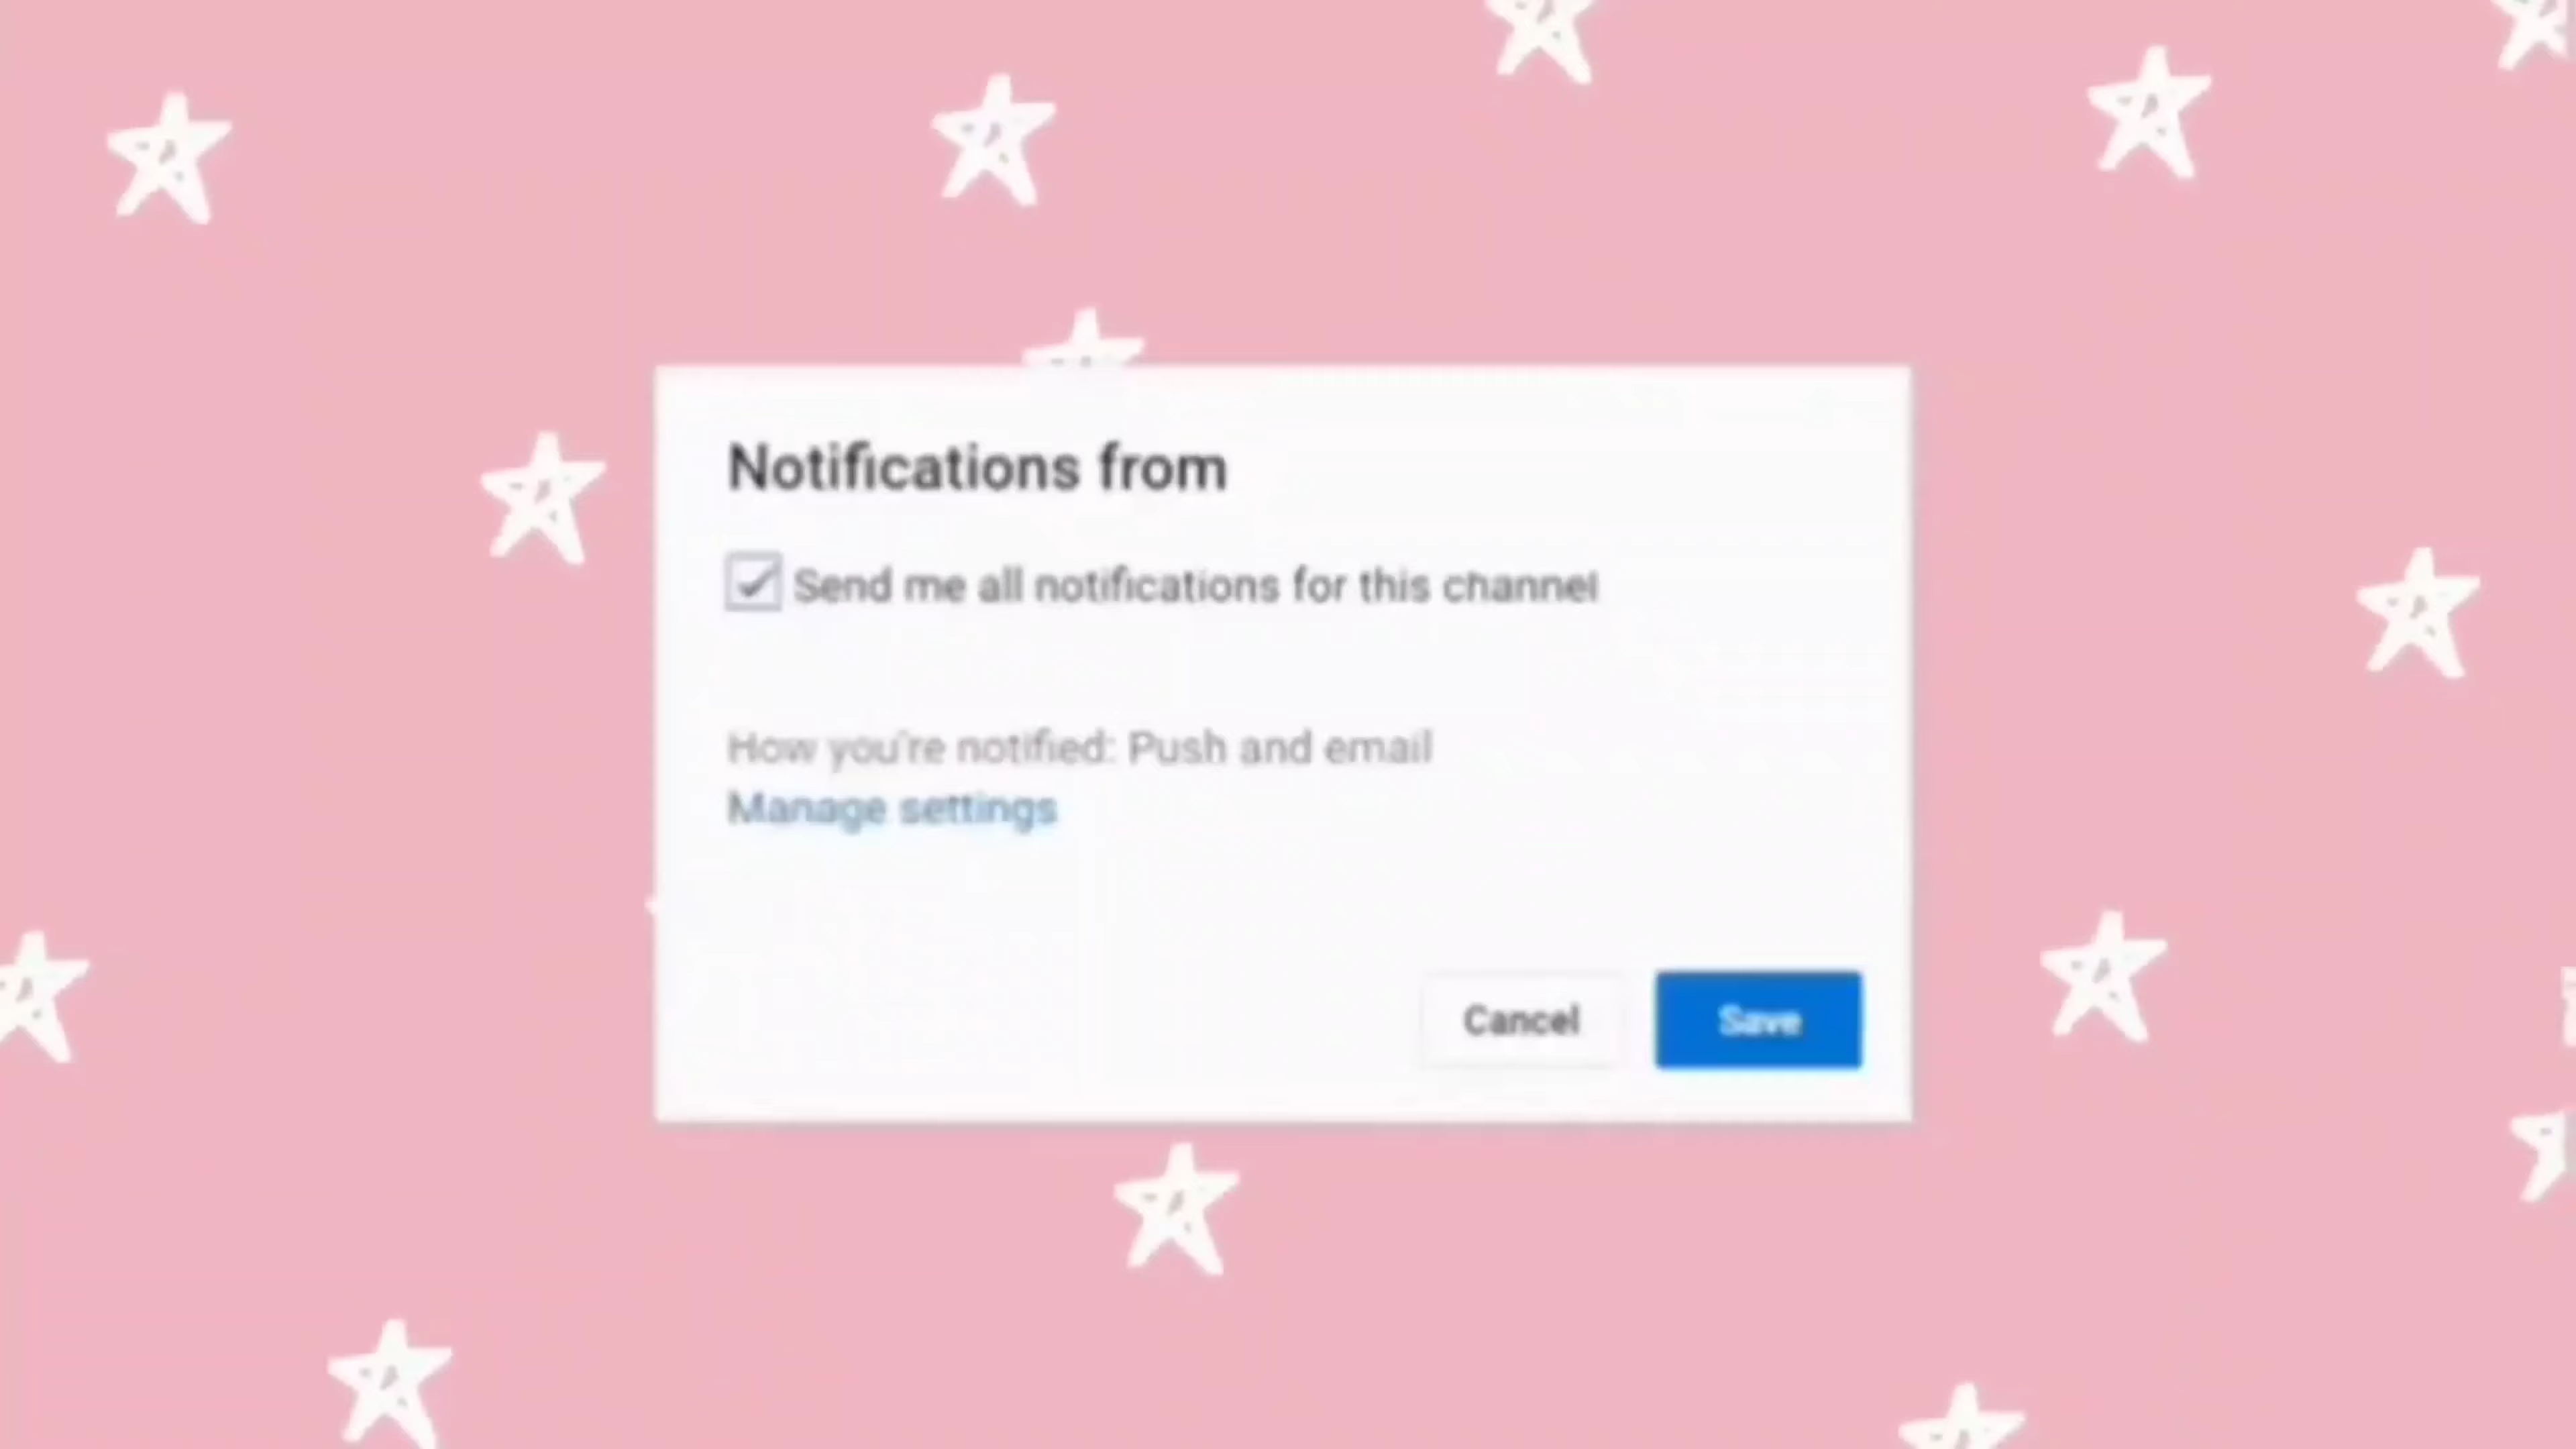 Notifications from
Send me all notifications for this channel
How you're notified: Push and email
Manage settings
Cancel
Save